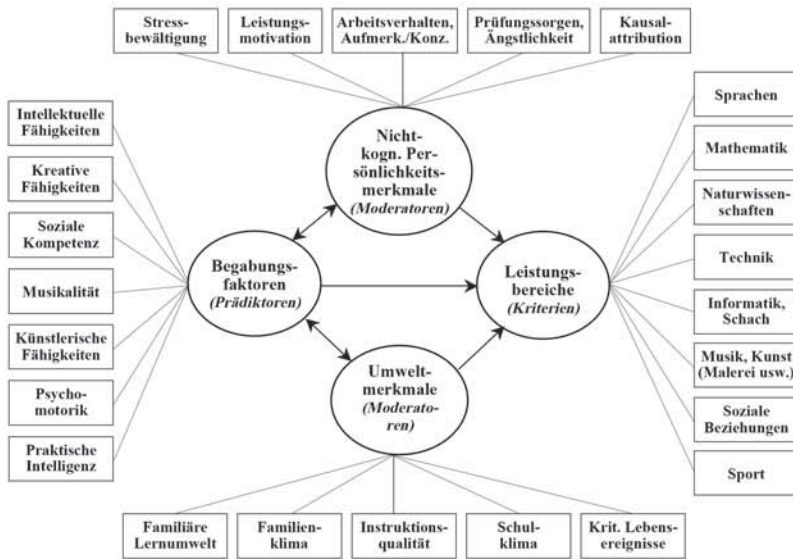 Stress-
bewältigung
Leistungs-
motivation
Arbeitsverhalten,
Aufmerk./Konz.
Prüfungssorgen,
Ängstlichkeit
Kausal-
attribution
Intellektuelle
Fähigkeiten
Kreative
Fähigkeiten
Soziale
Kompetenz
Musikalität
Künstlerische
Fähigkeiten
Psycho-
motorik
Praktische
Intelligenz
Nicht-
kogn. Per-
sönlichkeits-
merkmale
(Moderatoren)
Begabungs-
faktoren
(Prädiktoren)
Leistungs-
bereiche
(Kriterien)
Umwelt-
merkmale
(Moderato-
ren)
Sprachen
Mathematik
Naturwissen-
schaften
Technik
Informatik,
Schach
Musik, Kunst
(Malerei usw.)
Soziale
Beziehungen
Sport
Familiäre
Lernumwelt
Familien-
klima
Instruktions-
qualität
Schul-
klima
Krit. Lebens-
ereignisse